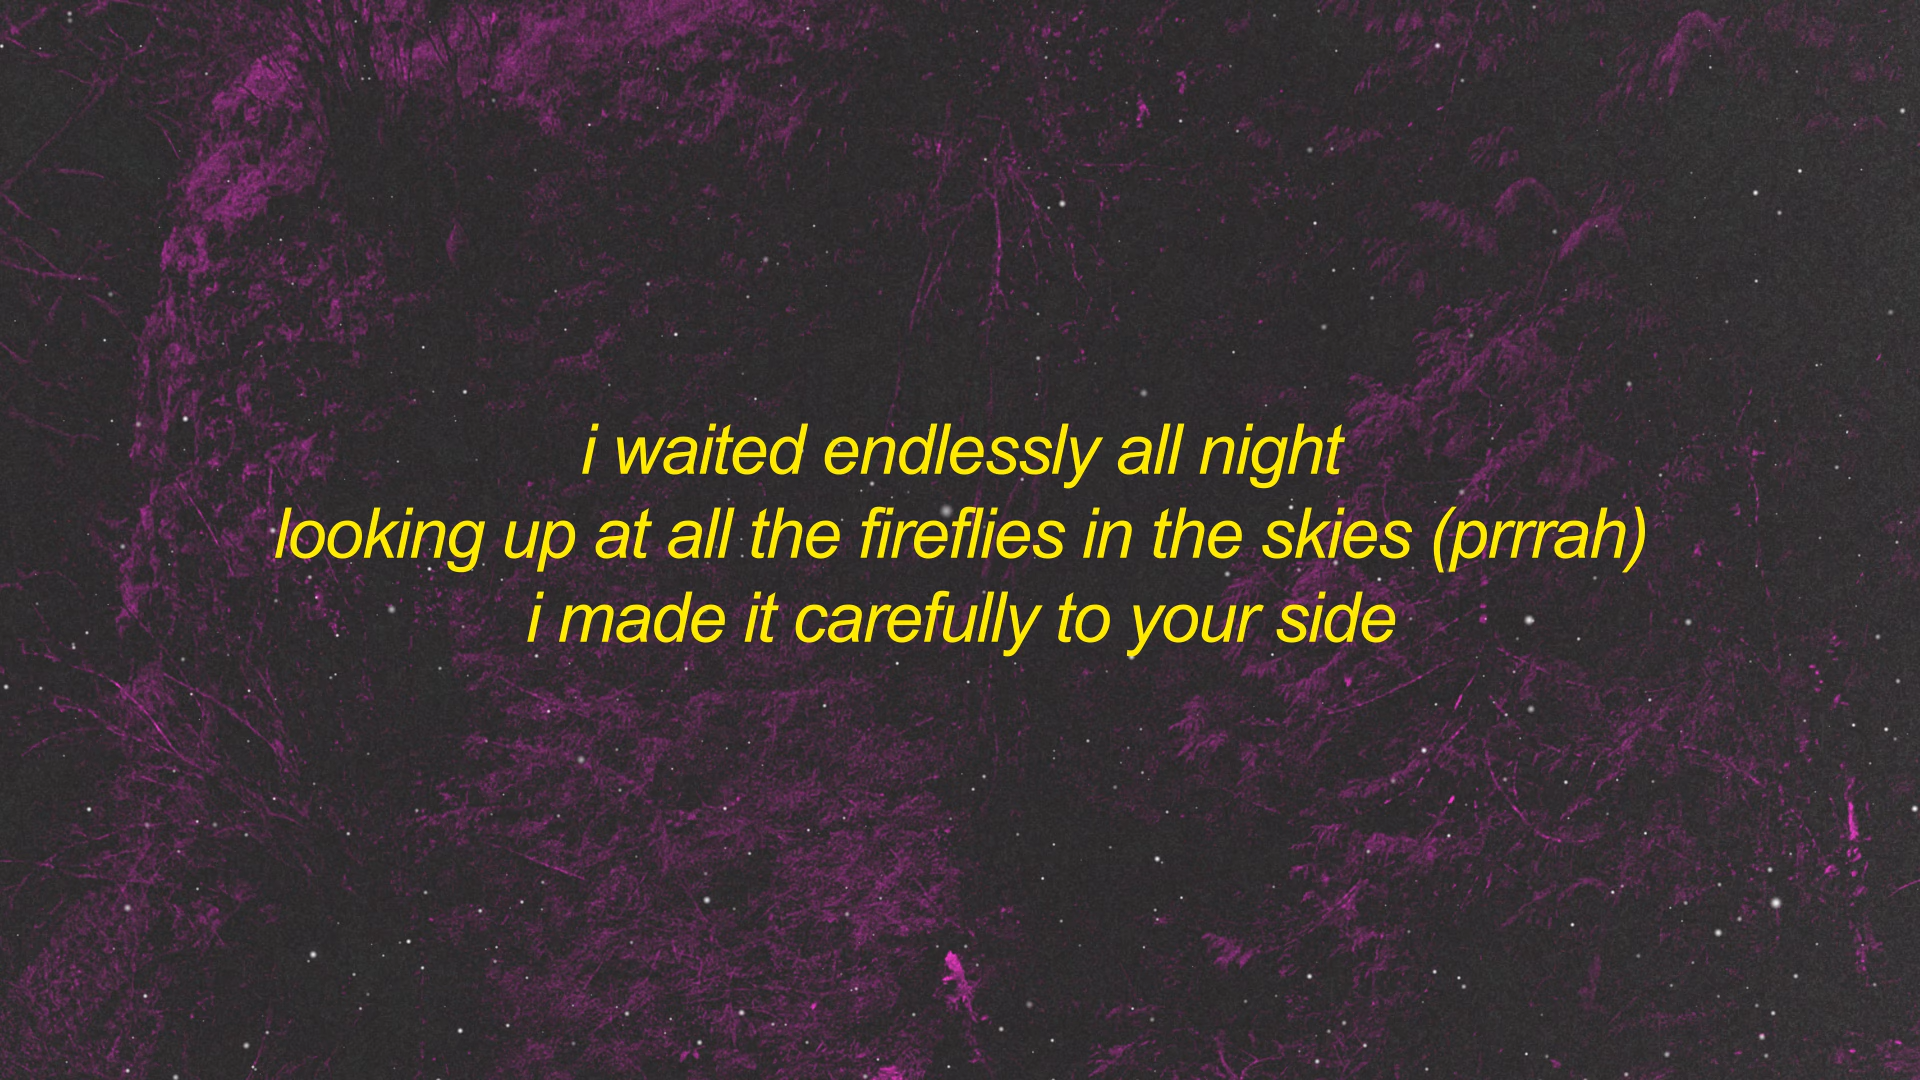 i waited endlessly all night
looking up at all the fireflies in the skies (prrrah)
i made it carefully to your side